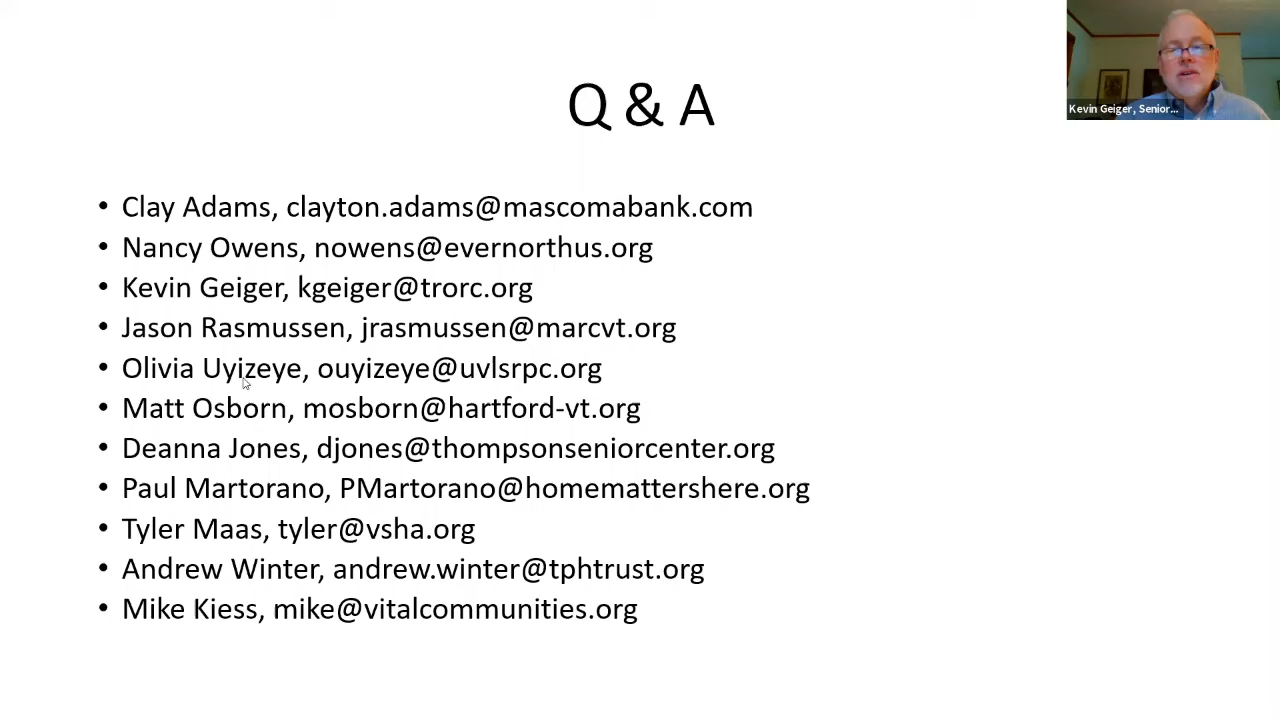 Q & A
• Clay Adams, clayton.adams@mascomabank.com
• Nancy Owens, nowens@evernorthus.org
• Kevin Geiger, kgeiger@trorc.org
• Jason Rasmussen, jrasmussen@marcvt.org
• Olivia Uyizeye, ouyizeye@uvlsrpc.org
• Matt Osborn, mosborn@hartford-vt.org
• Deanna Jones, djones@thompsonseniorcenter.org
• Paul Martorano, PMartorano@homemattershere.org
• Tyler Maas, tyler@vsha.org
• Andrew Winter, andrew.winter@tphtrust.org
• Mike Kiess, mike@vitalcommunities.org
Kevin Geiger, Senior...